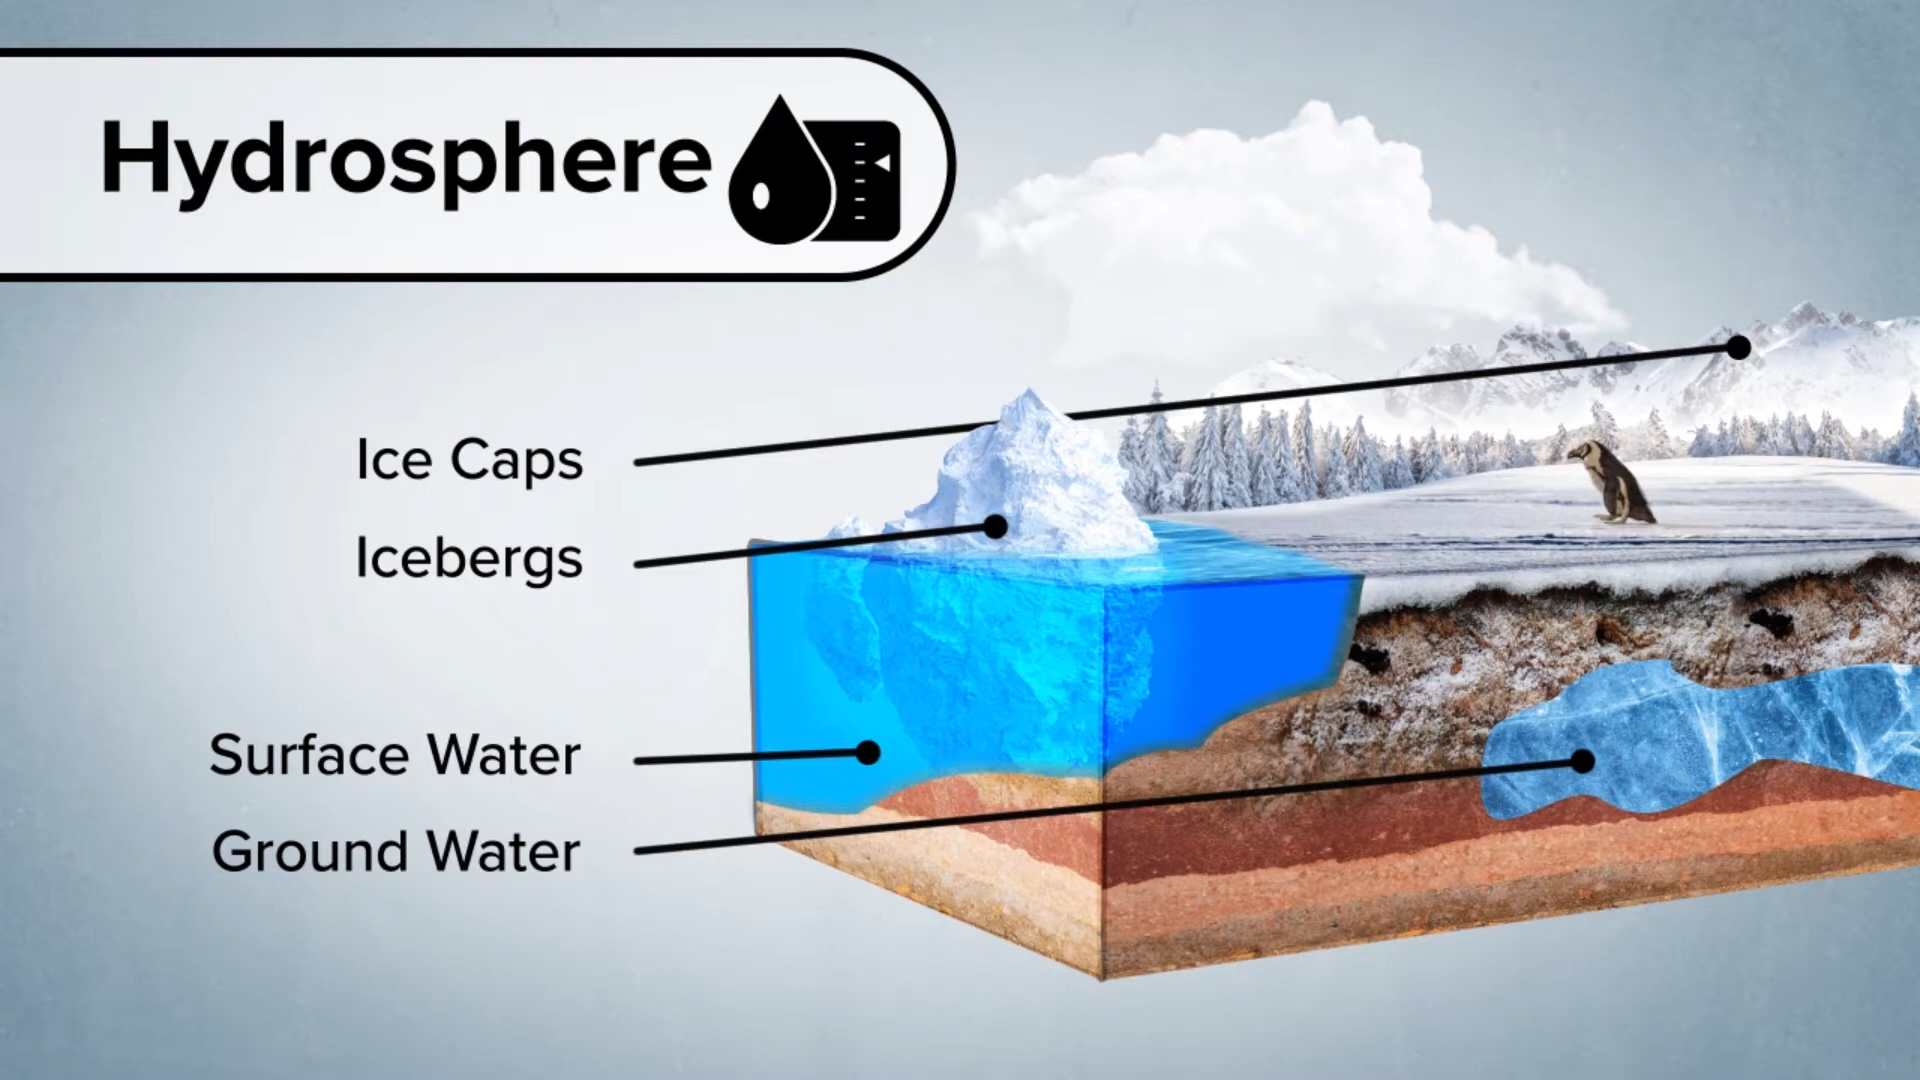 Hydrosphere
Ice Caps
Icebergs
Surface Water
Ground Water